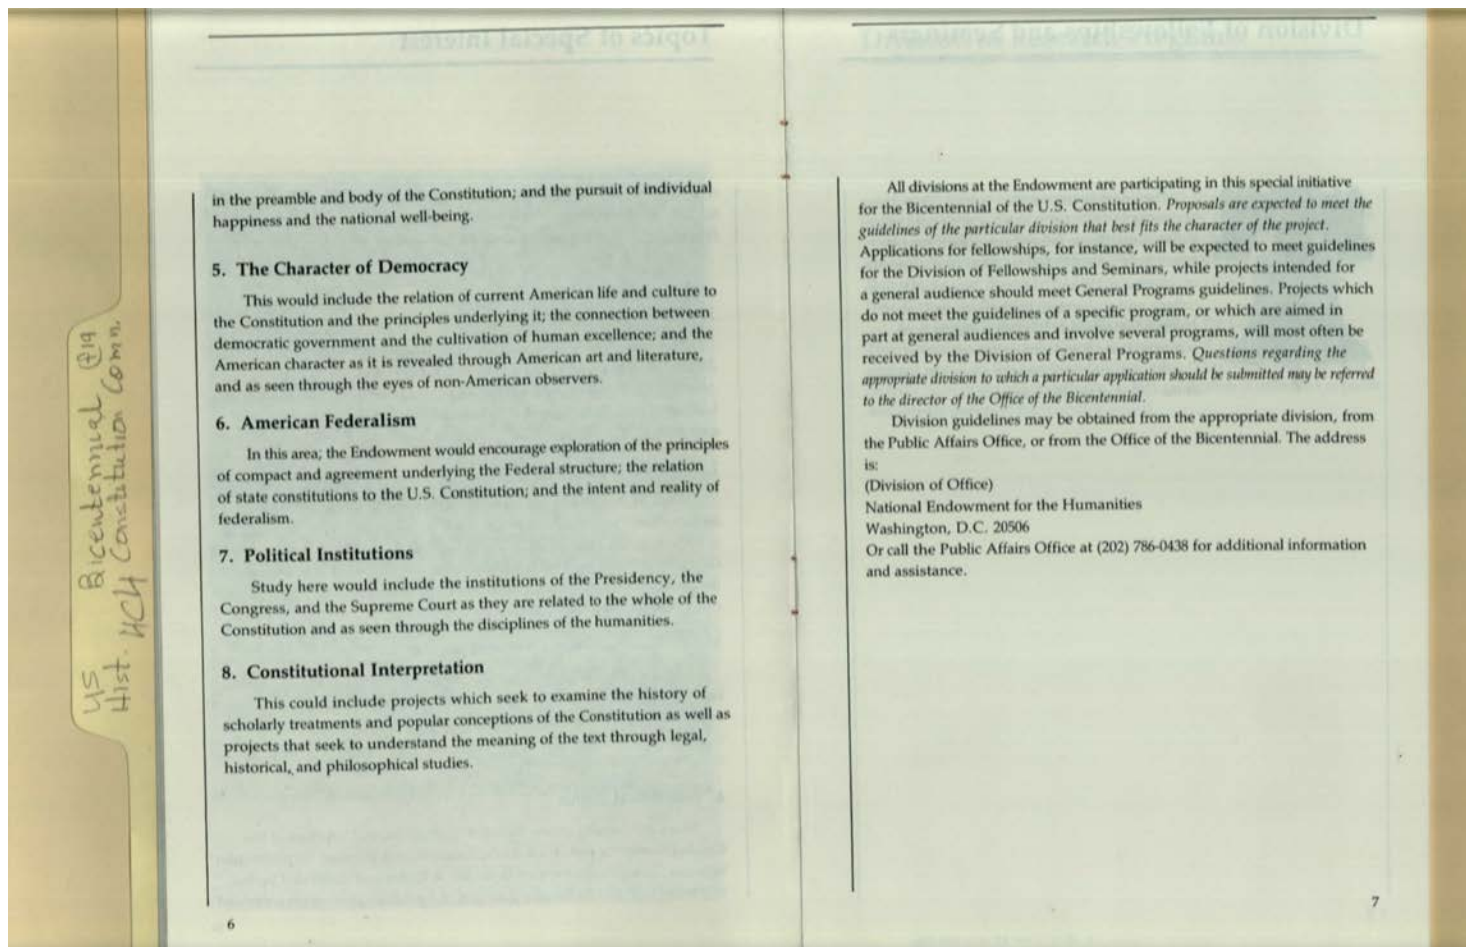 US Bicentennial
Hist. HCH Constitution Comn.
in the preamble and body of the Constitution; and the pursuit of individual
happiness and the national well-being.
5. The Character of Democracy
This would include the relation of current American life and culture to
the Constitution and the principles underlying it; the connection between
democratic government and the cultivation of human excellence; and the
American character as it is revealed through American art and literature,
and as seen through the eyes of non-American observers.
6. American Federalism
In this area, the Endowment would encourage exploration of the principles
of compact and agreement underlying the Federal structure; the relation
of state constitutions to the U.S. Constitution; and the intent and reality of
federalism.
7. Political Institutions
Study here would include the institutions of the Presidency, the
Congress, and the Supreme Court as they are related to the whole of the
Constitution and as seen through the disciplines of the humanities.
8. Constitutional Interpretation
This could include projects which seek to examine the history of
scholarly treatments and popular conceptions of the Constitution as well as
projects that seek to understand the meaning of the text through legal,
historical, and philosophical studies.
6
All divisions at the Endowment are participating in this special initiative
for the Bicentennial of the U.S. Constitution. Proposals are expected to meet the
guidelines of the particular division that best fits the character of the project.
Applications for fellowships, for instance, will be expected to meet guidelines
for the Division of Fellowships and Seminars, while projects intended for
a general audience should meet General Programs guidelines. Projects which
do not meet the guidelines of a specific program, or which are aimed in
part at general audiences and involve several programs, will most often be
received by the Division of General Programs. Questions regarding the
appropriate division to which a particular application should be submitted may be referred
to the director of the Office of the Bicentennial.
Division guidelines may be obtained from the appropriate division, from
the Public Affairs Office, or from the Office of the Bicentennial. The address
is:
(Division of Office)
National Endowment for the Humanities
Washington, D.C. 20506
Or call the Public Affairs Office at (202) 786-0438 for additional information
and assistance.
7